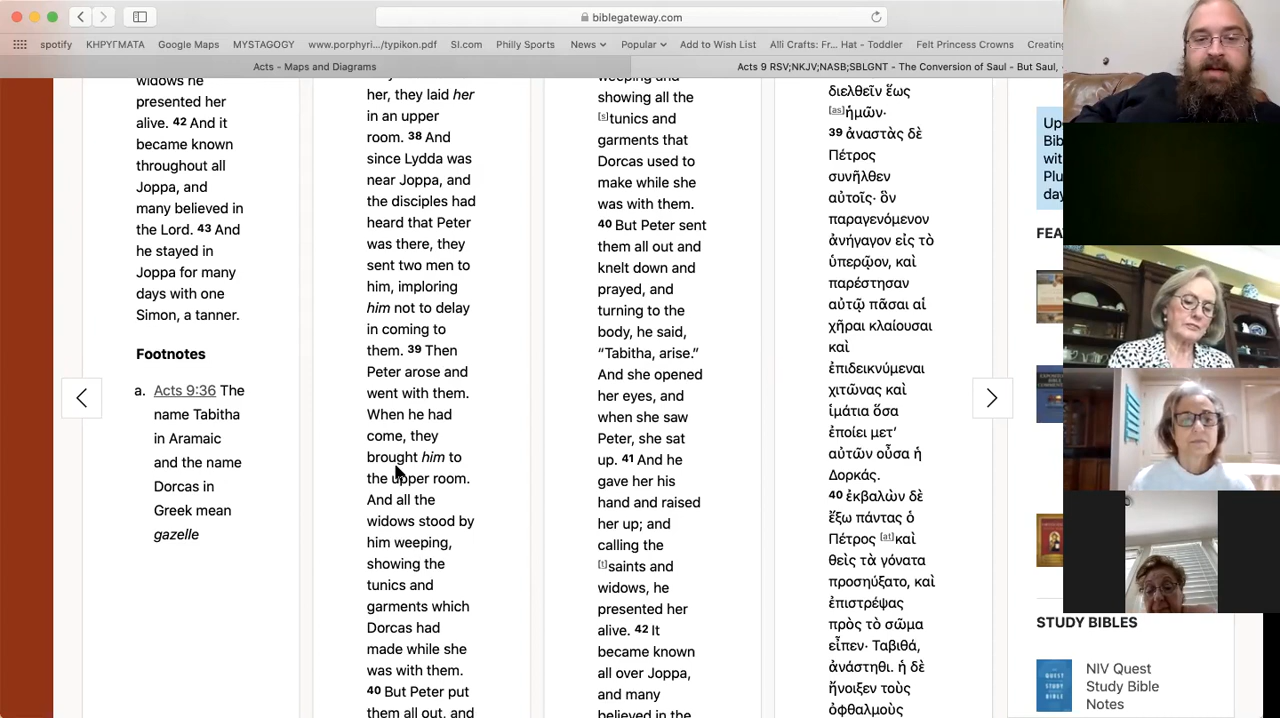 biblegateway.com
spotify
ΚΗΡΥΓΜΑΤΑ
Google Maps
MYSTAGOGY
www.porphyri.../typikon.pdf
SI.com
Philly Sports
News
Popular
Add to Wish List
Alli Crafts: Fr... Hat - Toddler
Felt Princess Crowns
Creating
Acts - Maps and Diagrams
Acts 9 RSV;NKJV;NASB;SBLGNT - The Conversion of Saul - But Saul,
widows he
presented her
alive. 42 And it
became known
throughout all
Joppa, and
many believed in
the Lord. 43 And
he stayed in
Joppa for many
days with one
Simon, a tanner.
Footnotes
a. Acts 9:36 The
name Tabitha
in Aramaic
and the name
Dorcas in
Greek mean
gazelle
her, they laid her
in an upper
room. 38 And
since Lydda was
near Joppa, and
the disciples had
heard that Peter
was there, they
sent two men to
him, imploring
him not to delay
in coming to
them. 39 Then
Peter arose and
went with them.
When he had
come, they
brought him to
the upper room.
And all the
widows stood by
him weeping,
showing the
tunics and
garments which
Dorcas had
made while she
was with them.
40 But Peter put
them all out, and
weeping and
showing all the
[s]tunics and
garments that
Dorcas used to
make while she
was with them.
40 But Peter sent
them all out and
knelt down and
prayed, and
turning to the
body, he said,
“Tabitha, arise.”
And she opened
her eyes, and
when she saw
Peter, she sat
up. 41 And he
gave her his
hand and raised
her up; and
calling the
[t]saints and
widows, he
presented her
alive. 42 It
became known
all over Joppa,
and many
believed in the
διελθεῖν ἕως
[as]ἡμῶν·
39 ἀναστὰς δὲ
Πέτρος
συνῆλθεν
αὐτοῖς· ὃν
παραγενόμενον
ἀνήγαγον εἰς τὸ
ὑπερῷον, καὶ
παρέστησαν
αὐτῷ πᾶσαι αἱ
χῆραι κλαίουσαι
καὶ
ἐπιδεικνύμεναι
χιτῶνας καὶ
ἱμάτια ὅσα
ἐποίει μετ’
αὐτῶν οὖσα ἡ
Δορκάς.
40 ἐκβαλὼν δὲ
ἔξω πάντας ὁ
Πέτρος [at]καὶ
θεὶς τὰ γόνατα
προσηύξατο, καὶ
ἐπιστρέψας
πρὸς τὸ σῶμα
εἶπεν· Ταβιθά,
ἀνάστηθι. ἡ δὲ
ἤνοιξεν τοὺς
ὀφθαλμοὺς
Up
Bib
wit
Plu
day
FEA
STUDY BIBLES
NIV Quest
Study Bible
Notes